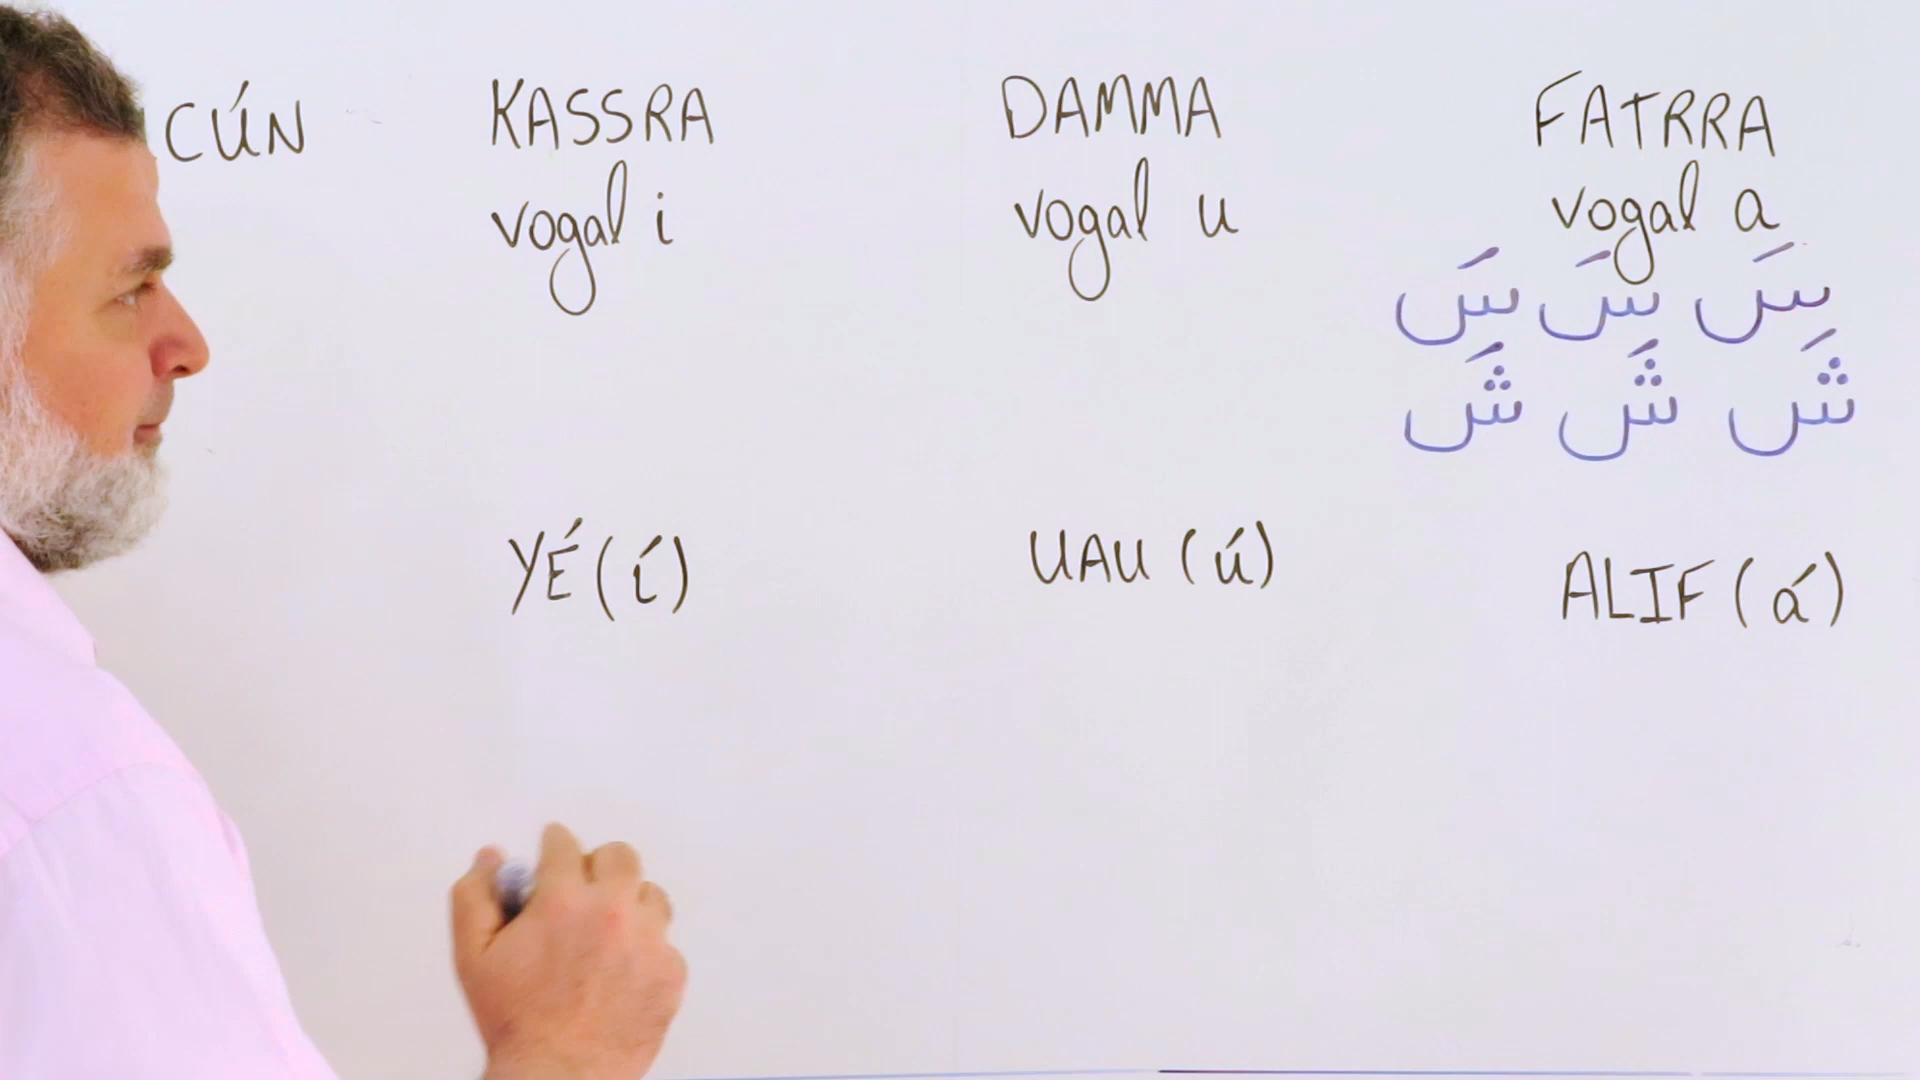 CÚN KASSRA DAMMA FATRRA
vogal i vogal u vogal a
سَ سَ سَ
شَ شَ شَ
YÉ (í) UAU (ú) ALIF (á)